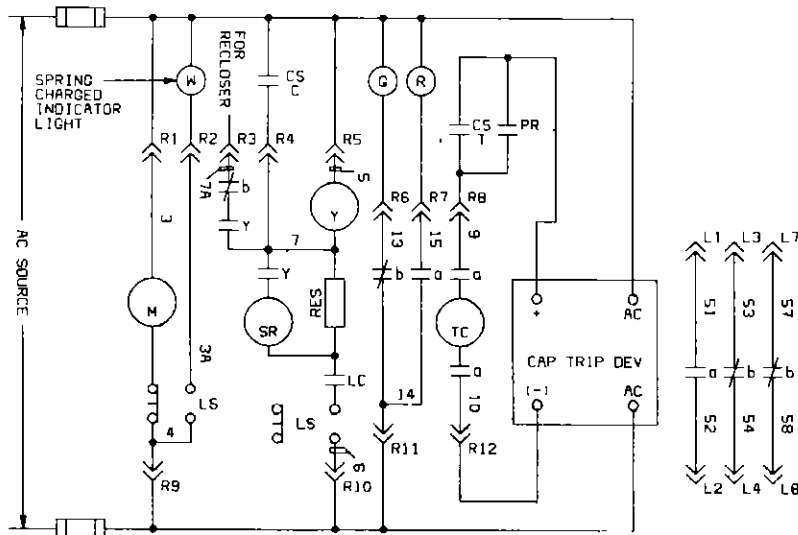 AC SOURCE
SPRING
CHARGED
INDICATOR
LIGHT
W
FOR
RECLOSER
CS
C
G
R
CS
T
PR
R1
R2
R3
R4
R5
R6
R7
R8
7A
b
Y
5
Y
3
7
13
15
9
b
a
a
Y
M
SR
RES
TC
3A
LC
a
14
10
LS
4
LS
6
R9
R10
R11
R12
+
AC
CAP TRIP DEV
(-)
AC
L1
L3
L7
51
53
57
a
b
b
52
54
58
L2
L4
L8